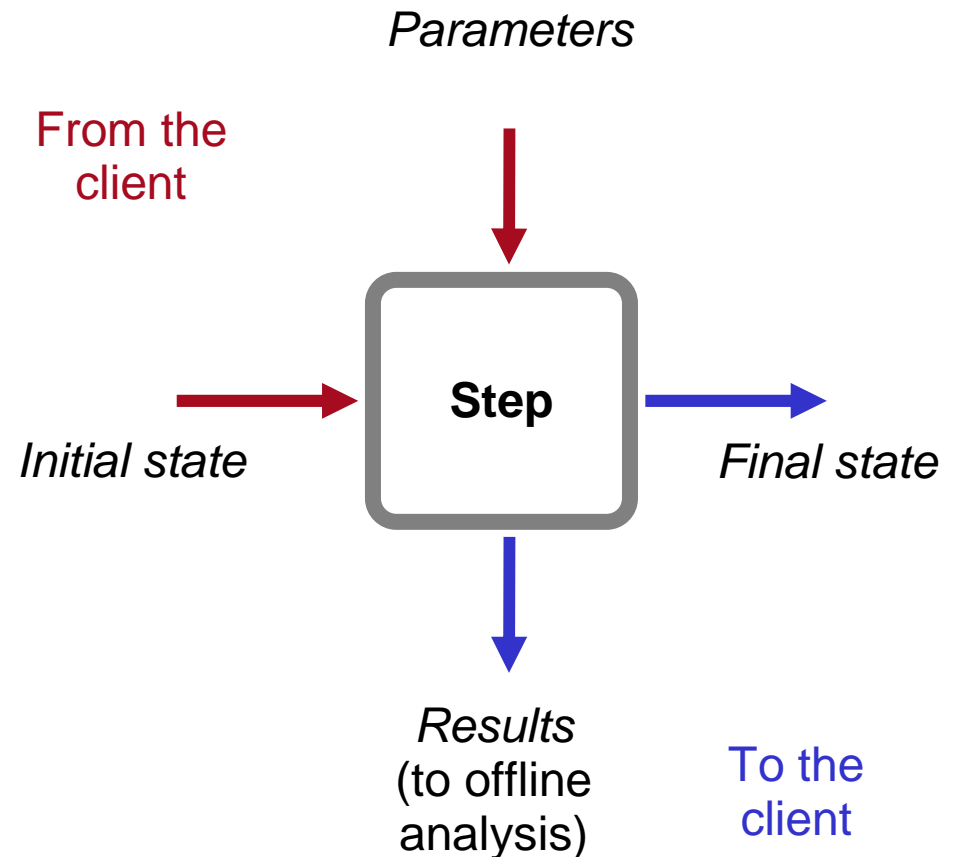 Parameters
From the
client
Step
Initial state
Final state
Results
(to offline
analysis)
To the
client